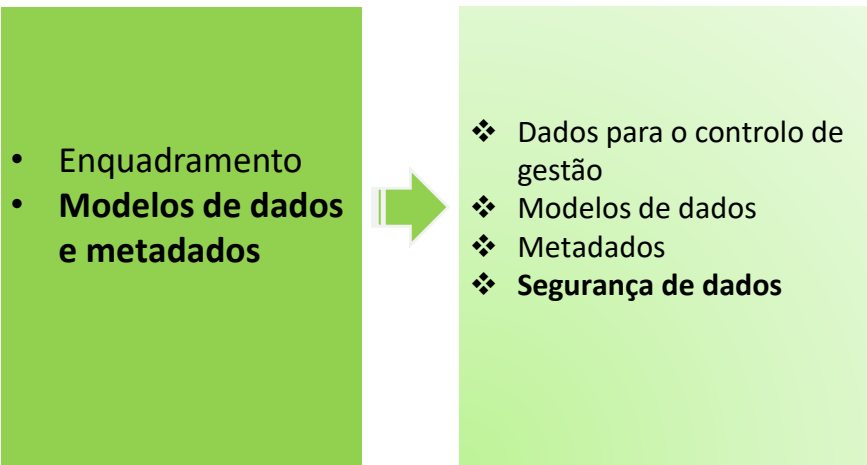 • Enquadramento
• Modelos de dados
e metadados
❖ Dados para o controlo de
gestão
❖ Modelos de dados
❖ Metadados
❖ Segurança de dados